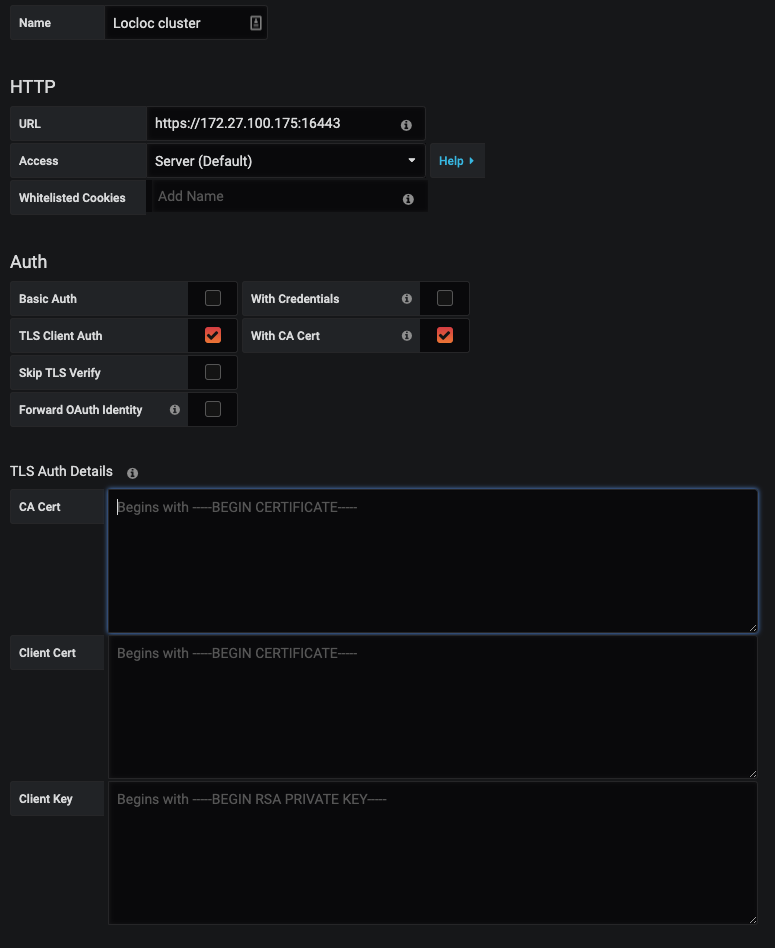 Name Locloc cluster
HTTP
URL https://172.27.100.175:16443
Access Server (Default) Help
Whitelisted Cookies Add Name
Auth
Basic Auth With Credentials
TLS Client Auth With CA Cert
Skip TLS Verify
Forward OAuth Identity
TLS Auth Details
CA Cert Begins with -----BEGIN CERTIFICATE-----
Client Cert Begins with -----BEGIN CERTIFICATE-----
Client Key Begins with -----BEGIN RSA PRIVATE KEY-----